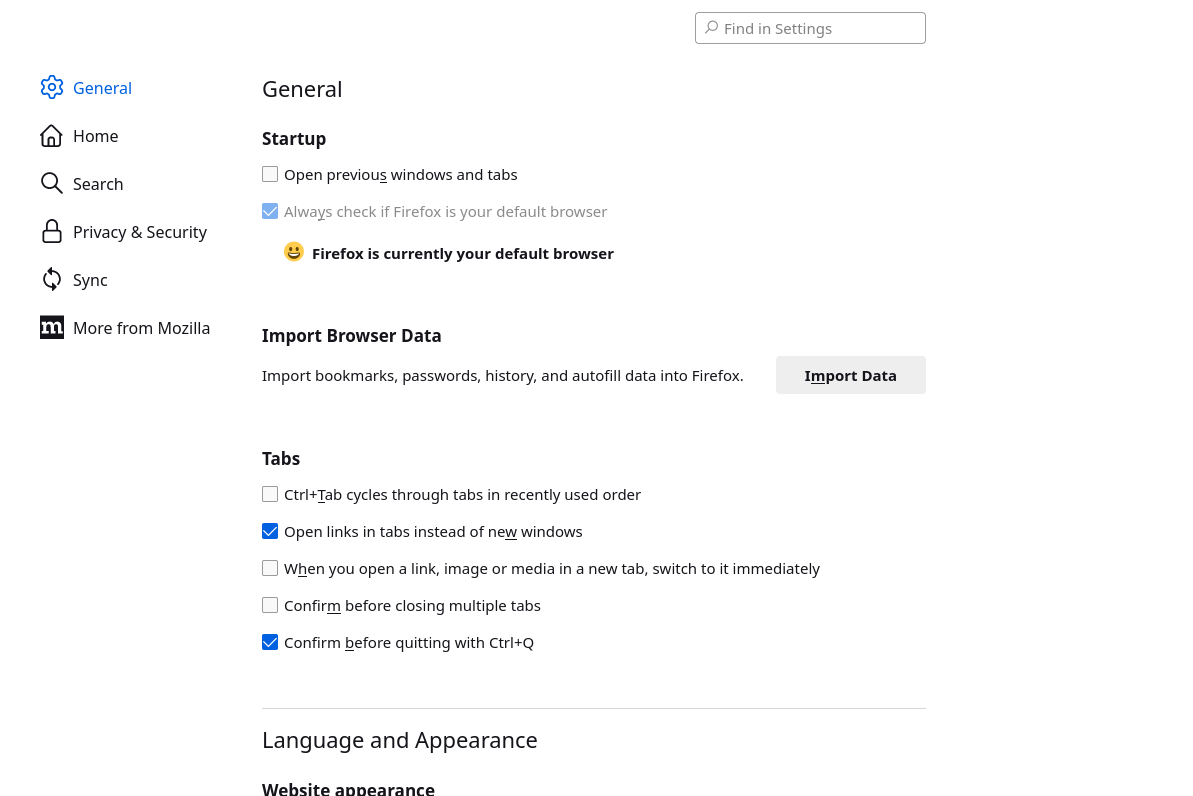 Find in Settings
General
Home
Search
Privacy & Security
Sync
More from Mozilla
General
Startup
Open previous windows and tabs
Always check if Firefox is your default browser
Firefox is currently your default browser
Import Browser Data
Import bookmarks, passwords, history, and autofill data into Firefox.
Import Data
Tabs
Ctrl+Tab cycles through tabs in recently used order
Open links in tabs instead of new windows
When you open a link, image or media in a new tab, switch to it immediately
Confirm before closing multiple tabs
Confirm before quitting with Ctrl+Q
Language and Appearance
Website appearance